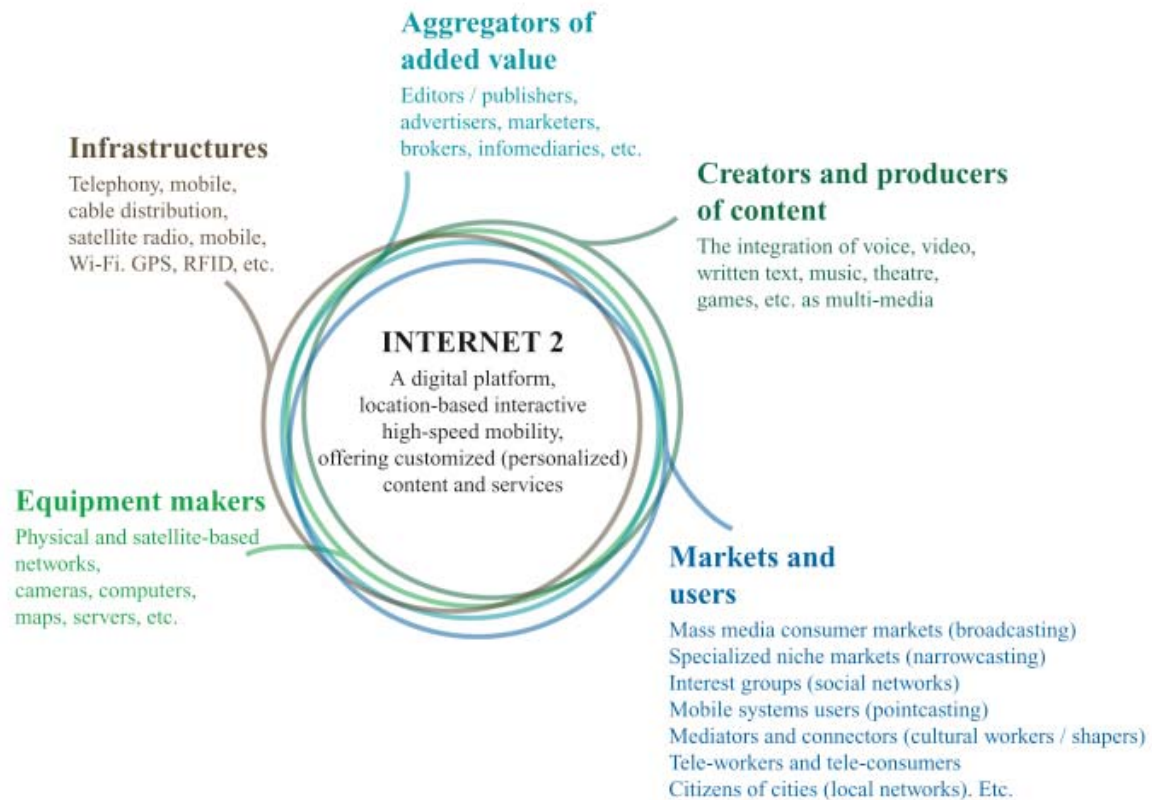 Aggregators of
added value
Editors / publishers,
advertisers, marketers,
brokers, infomediaries, etc.
Infrastructures
Telephony, mobile,
cable distribution,
satellite radio, mobile,
Wi-Fi. GPS, RFID, etc.
Creators and producers
of content
The integration of voice, video,
written text, music, theatre,
games, etc. as multi-media
INTERNET 2
A digital platform,
location-based interactive
high-speed mobility,
offering customized (personalized)
content and services
Equipment makers
Physical and satellite-based
networks,
cameras, computers,
maps, servers, etc.
Markets and
users
Mass media consumer markets (broadcasting)
Specialized niche markets (narrowcasting)
Interest groups (social networks)
Mobile systems users (pointcasting)
Mediators and connectors (cultural workers / shapers)
Tele-workers and tele-consumers
Citizens of cities (local networks). Etc.